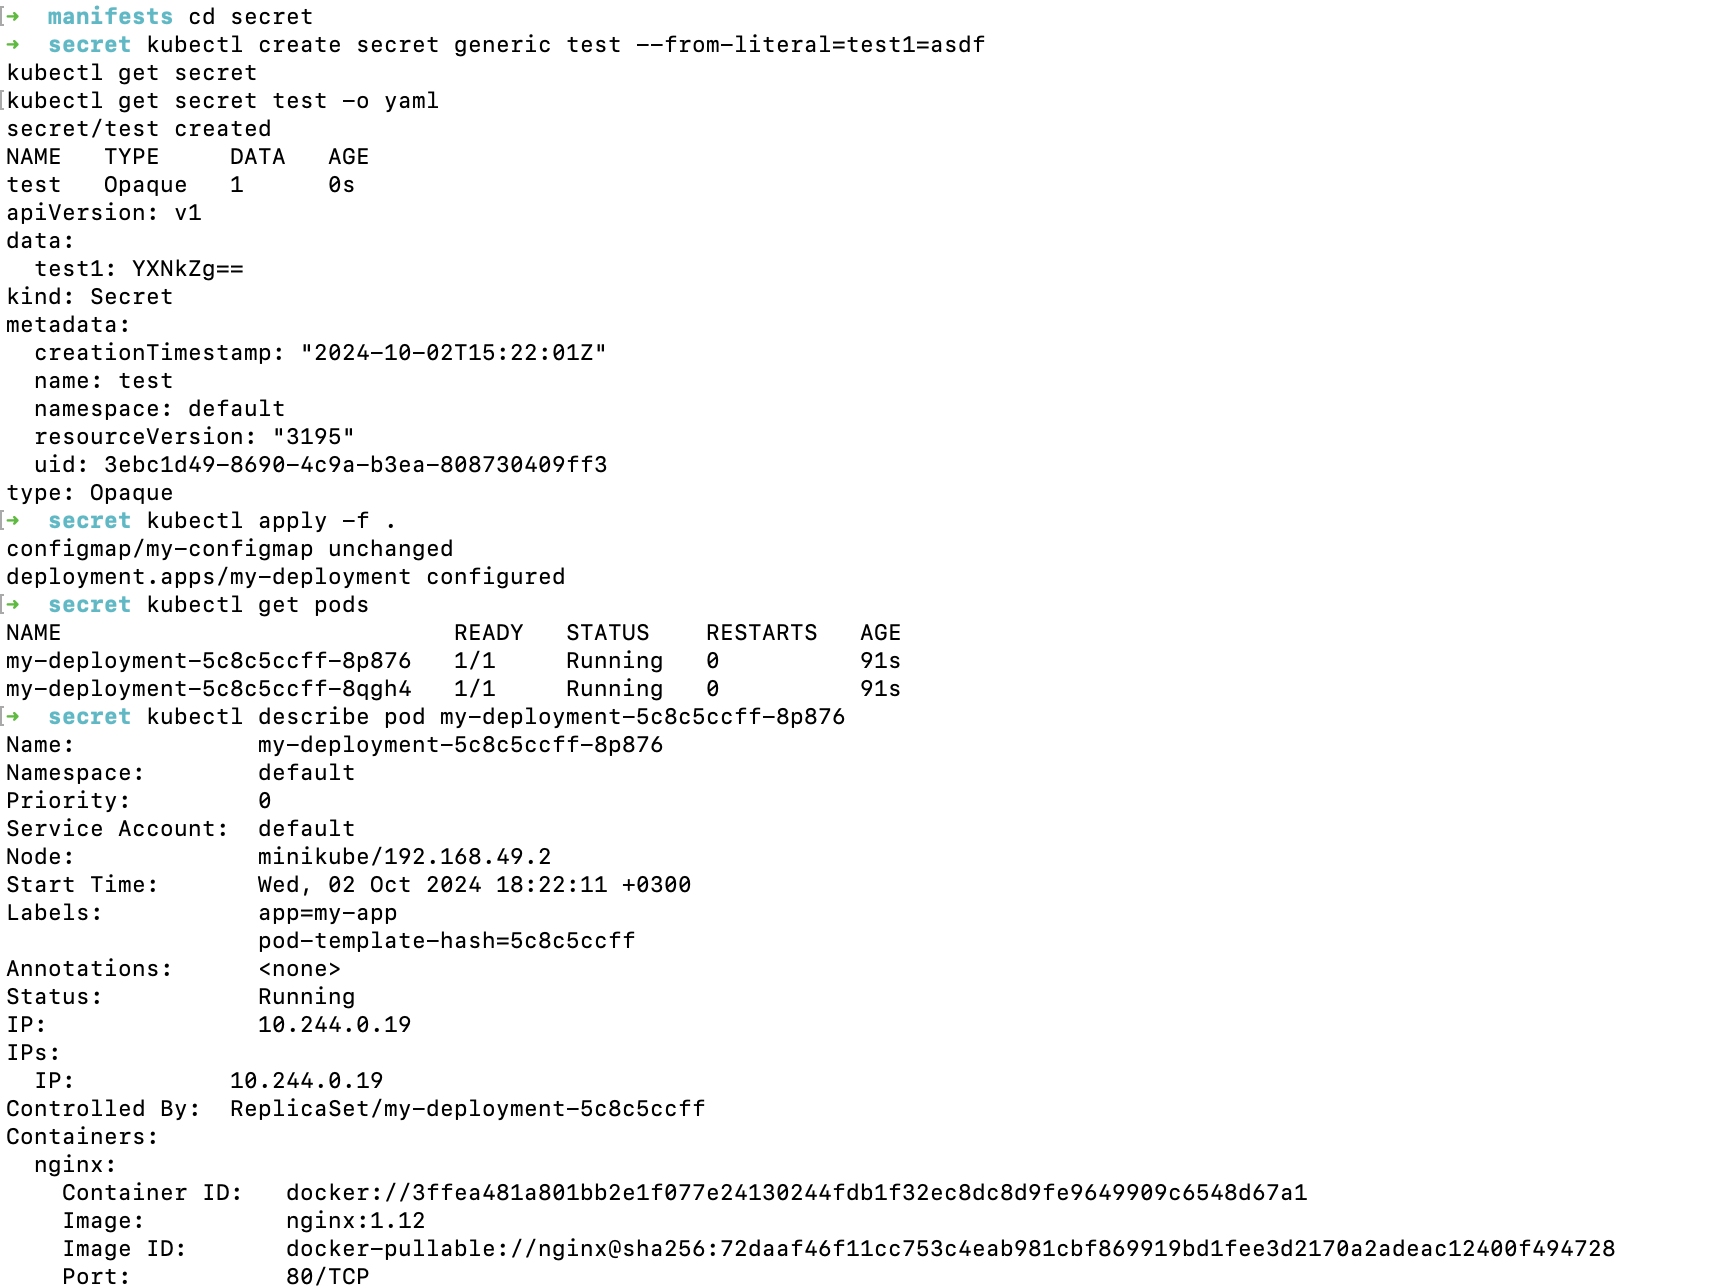 ➜  manifests cd secret
➜  secret kubectl create secret generic test --from-literal=test1=asdf
kubectl get secret
kubectl get secret test -o yaml
secret/test created
NAME   TYPE     DATA   AGE
test   Opaque   1      0s
apiVersion: v1
data:
  test1: YXNkZg==
kind: Secret
metadata:
  creationTimestamp: "2024-10-02T15:22:01Z"
  name: test
  namespace: default
  resourceVersion: "3195"
  uid: 3ebc1d49-8690-4c9a-b3ea-808730409ff3
type: Opaque
➜  secret kubectl apply -f .
configmap/my-configmap unchanged
deployment.apps/my-deployment configured
➜  secret kubectl get pods
NAME                            READY   STATUS    RESTARTS   AGE
my-deployment-5c8c5ccff-8p876   1/1     Running   0          91s
my-deployment-5c8c5ccff-8qgh4   1/1     Running   0          91s
➜  secret kubectl describe pod my-deployment-5c8c5ccff-8p876
Name:             my-deployment-5c8c5ccff-8p876
Namespace:        default
Priority:         0
Service Account:  default
Node:             minikube/192.168.49.2
Start Time:       Wed, 02 Oct 2024 18:22:11 +0300
Labels:           app=my-app
                  pod-template-hash=5c8c5ccff
Annotations:      <none>
Status:           Running
IP:               10.244.0.19
IPs:
  IP:           10.244.0.19
Controlled By:  ReplicaSet/my-deployment-5c8c5ccff
Containers:
  nginx:
    Container ID:   docker://3ffea481a801bb2e1f077e24130244fdb1f32ec8dc8d9fe9649909c6548d67a1
    Image:          nginx:1.12
    Image ID:       docker-pullable://nginx@sha256:72daaf46f11cc753c4eab981cbf869919bd1fee3d2170a2adeac12400f494728
    Port:           80/TCP